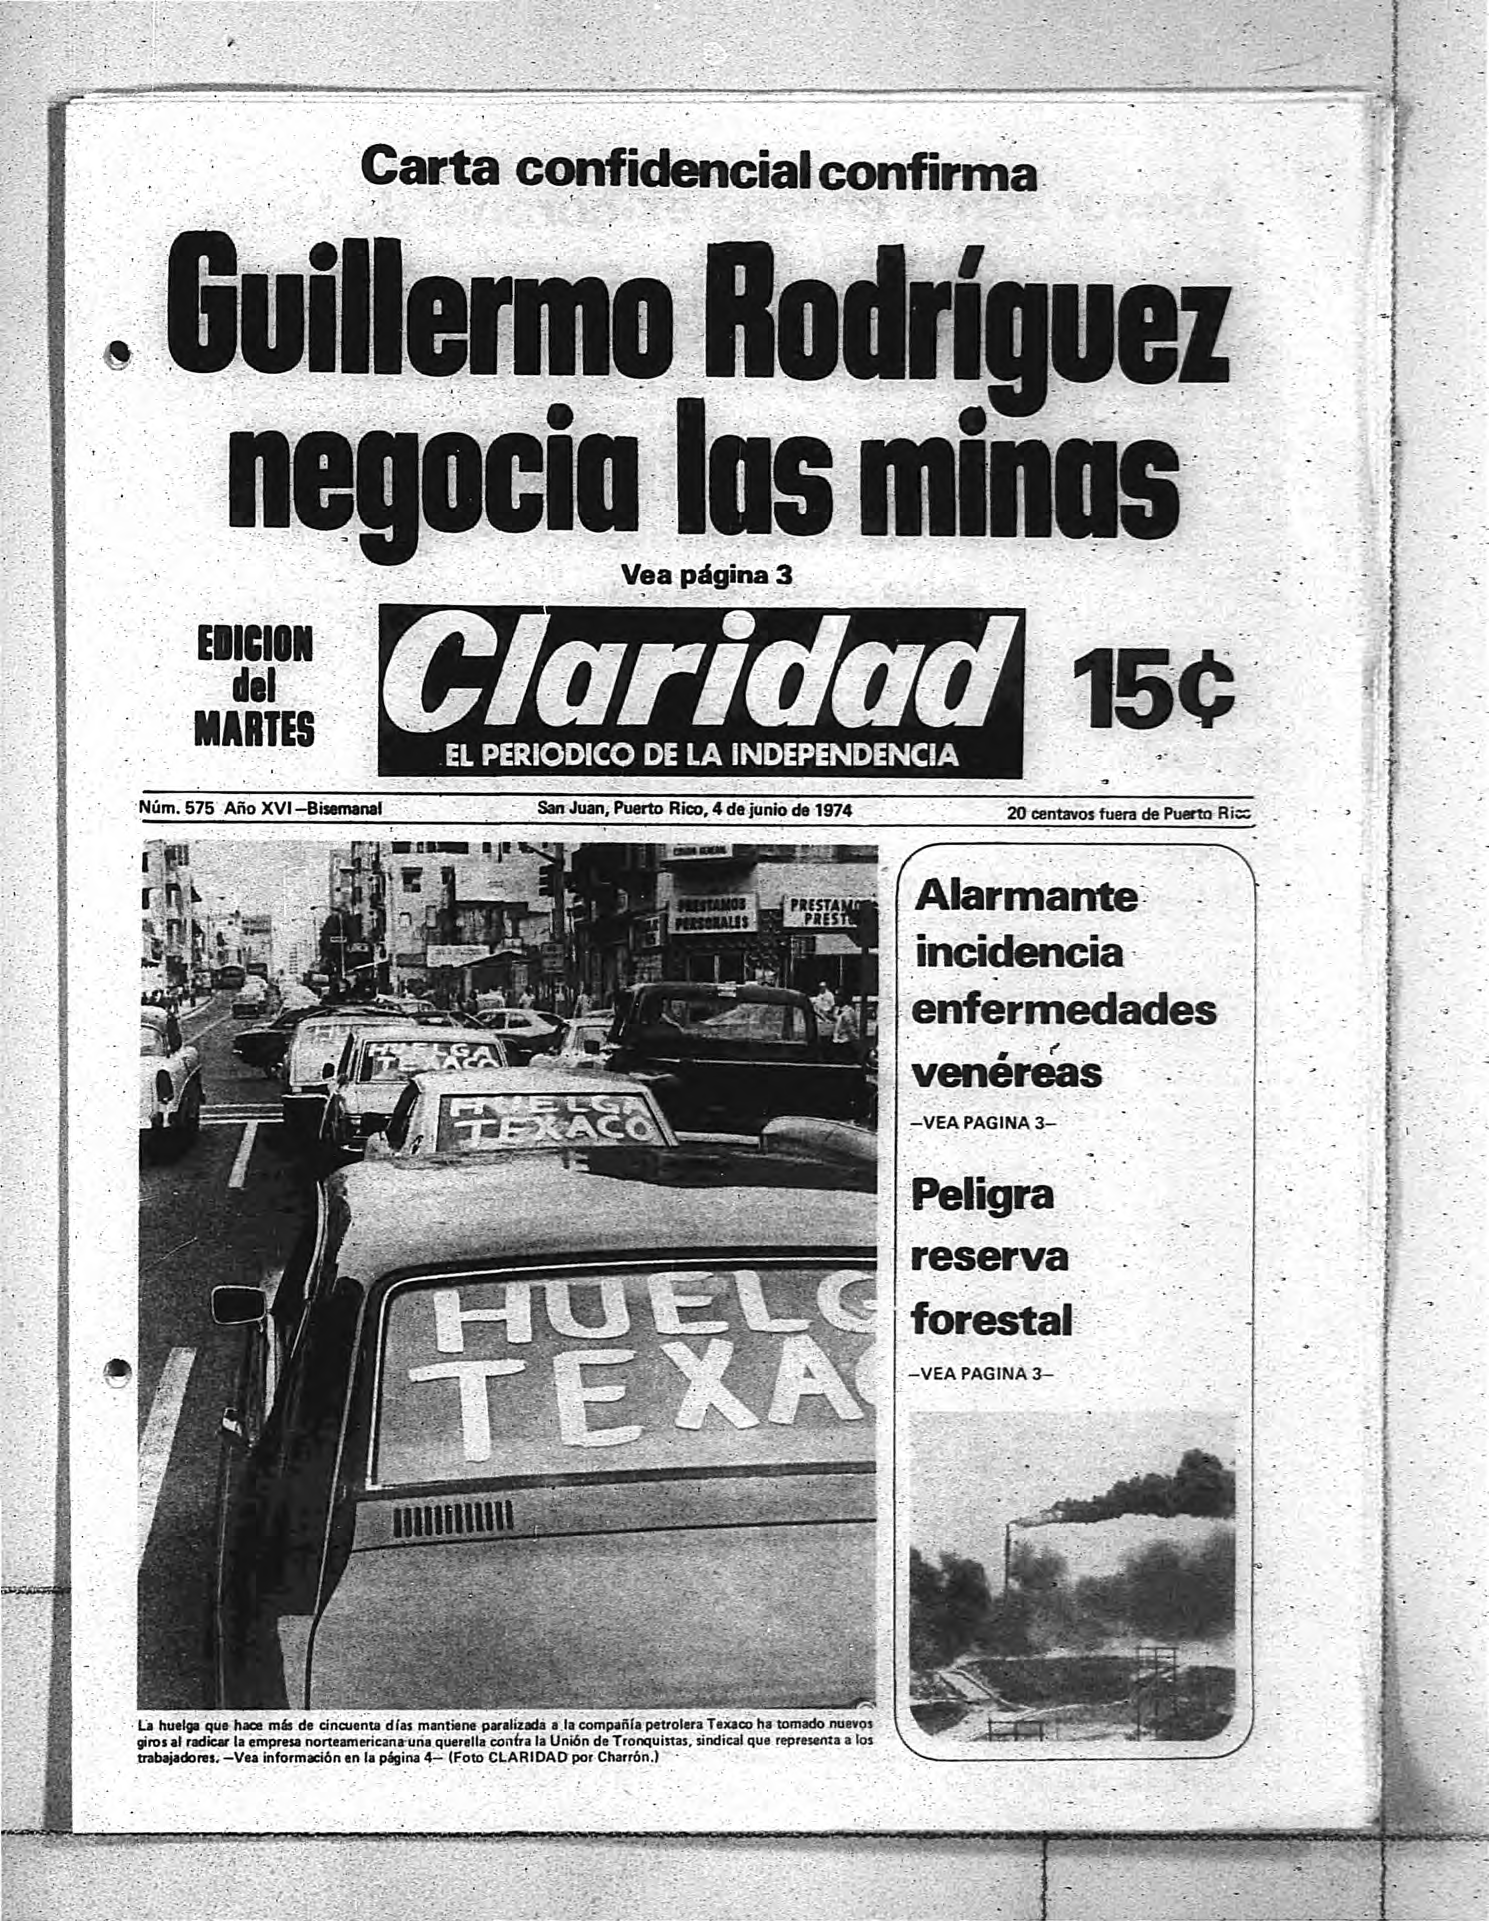 Carta confidencial confirma
Guillermo Rodríguez
negocia las minas
Vea página 3
EDICION
del
MARTES
Claridad
EL PERIODICO DE LA INDEPENDENCIA
15¢
Núm. 575 Año XVI—Bisemanal
San Juan, Puerto Rico, 4 de junio de 1974
20 centavos fuera de Puerto Rico
PRESTAMOS
PERSONALES
HUELGA
TEXACO
HUELGA
TEXACO
HUELG
TEXA
La huelga que hace más de cincuenta días mantiene paralizada a la compañía petrolera Texaco ha tomado nuevos
giros al radicar la empresa norteamericana una querella contra la Unión de Tronquistas, sindical que representa a los
trabajadores. —Vea información en la página 4— (Foto CLARIDAD por Charrón.)
Alarmante
incidencia
enfermedades
venéreas
—VEA PAGINA 3—
Peligra
reserva
forestal
—VEA PAGINA 3—